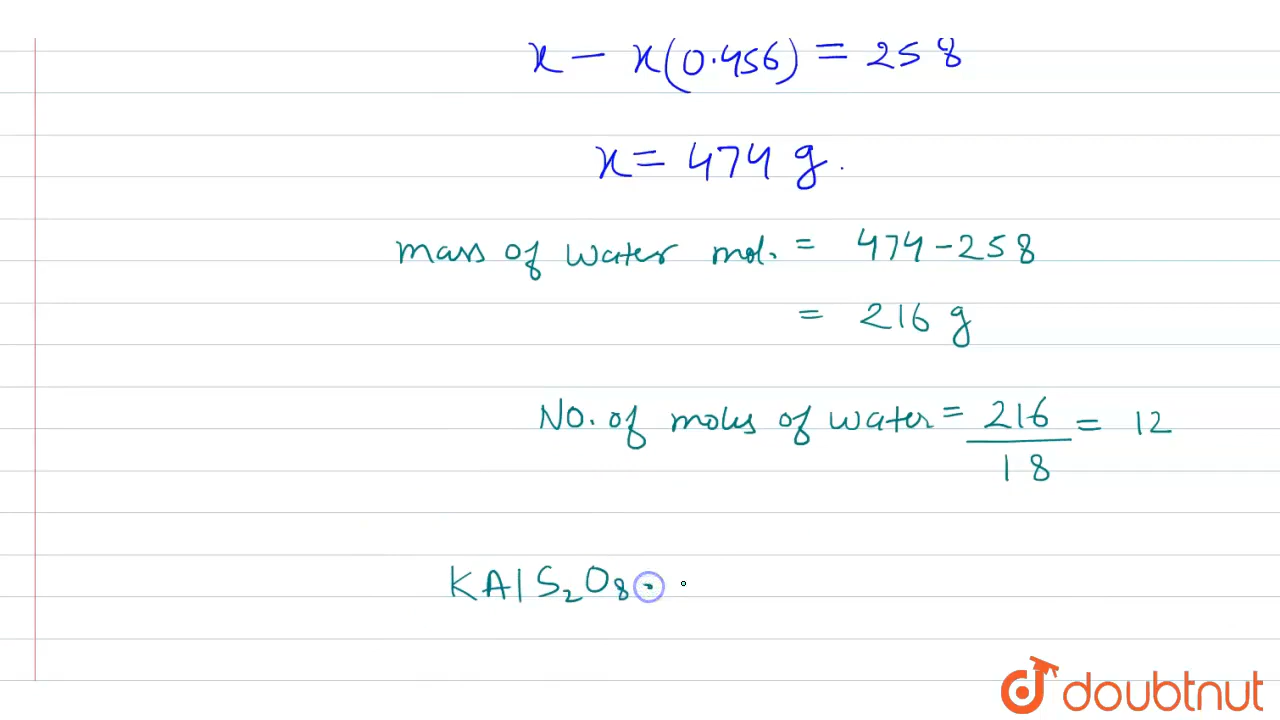 x - x(0.456) = 258
x = 474 g.
mass of water mol. = 474 - 258
= 216 g
No. of moles of water = 216/18 = 12
KAlS₂O₈ ·
doubtnut